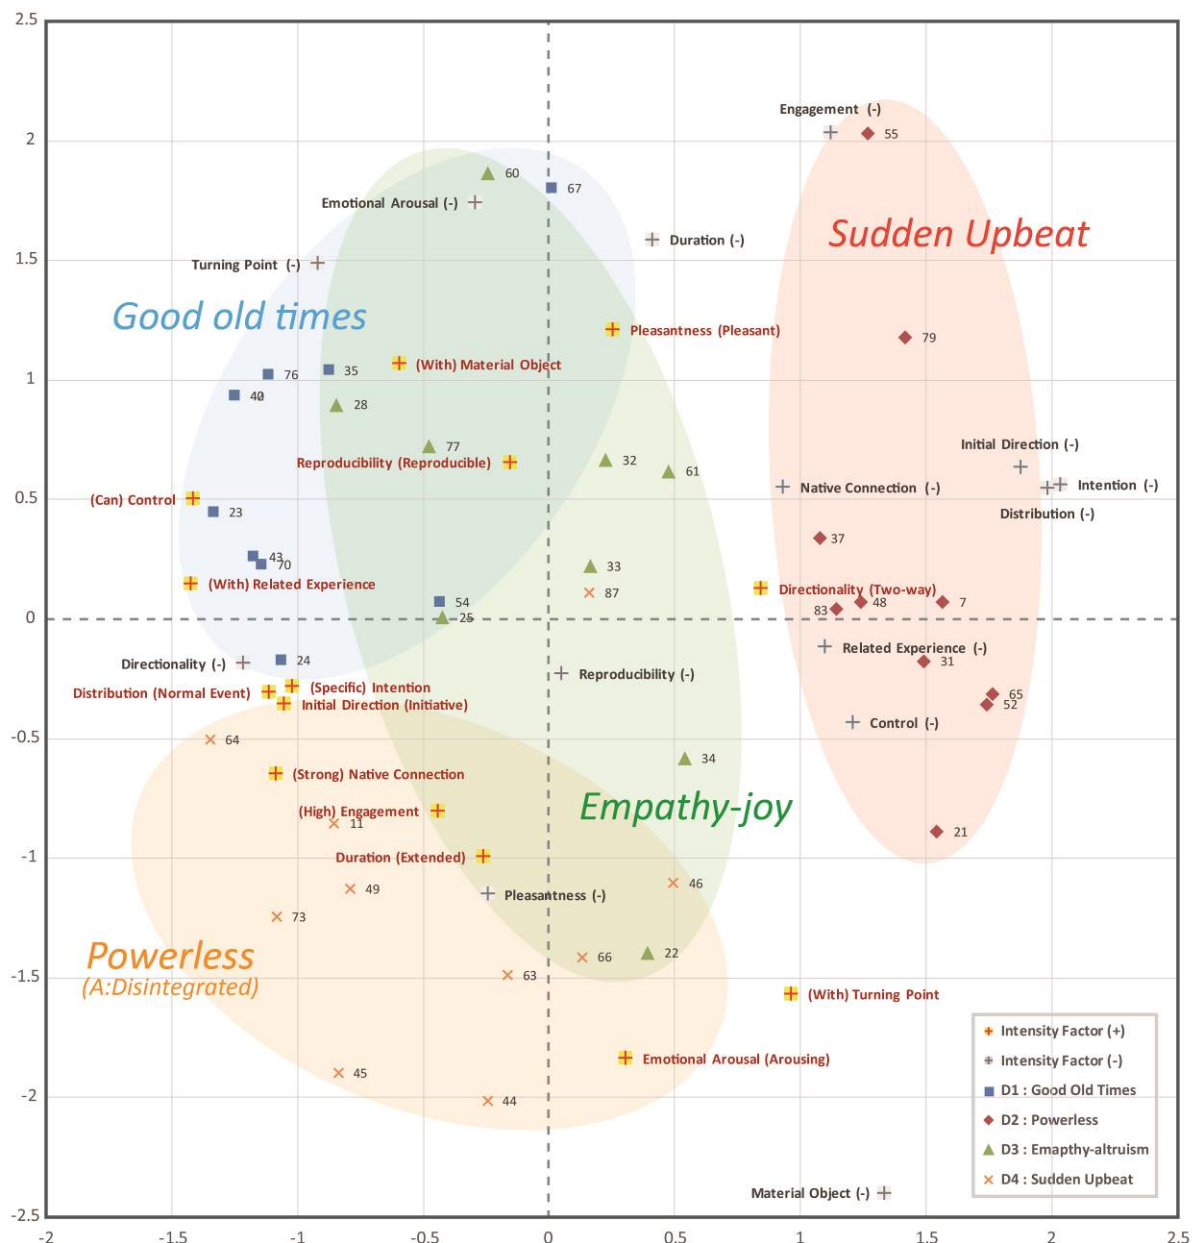 2.5
Engagement (-)
55
2
60
67
Emotional Arousal (-)
Duration (-)
Sudden Upbeat
1.5
Turning Point (-)
Good old times
Pleasantness (Pleasant)
79
(With) Material Object
35
76
1
28
77
Reproducibility (Reproducible)
32
61
Initial Direction (-)
Native Connection (-)
Intention (-)
0.5
(Can) Control
23
Distribution (-)
37
43
70
33
(With) Related Experience
87
Directionality (Two-way)
54
83
48
7
0
25
Directionality (-)
24
Reproducibility (-)
Related Experience (-)
31
Distribution (Normal Event)
(Specific) Intention
Initial Direction (Initiative)
65
52
Control (-)
-0.5
64
34
(Strong) Native Connection
(High) Engagement
Empathy-joy
11
21
-1
Duration (Extended)
49
Pleasantness (-)
46
73
Powerless
66
22
-1.5
(A:Disintegrated)
63
(With) Turning Point
Emotional Arousal (Arousing)
45
-2
44
Material Object (-)
-2.5
Intensity Factor (+)
Intensity Factor (-)
D1 : Good Old Times
D2 : Powerless
D3 : Emapthy-altruism
D4 : Sudden Upbeat
-2
-1.5
-1
-0.5
0
0.5
1
1.5
2
2.5